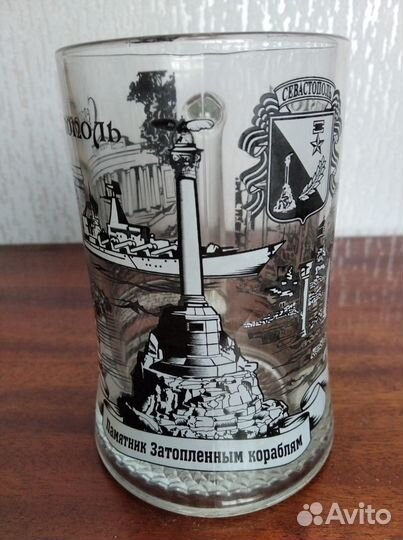 СЕВАСТОПОЛЬ
Памятник Затопленным кораблям
Avito